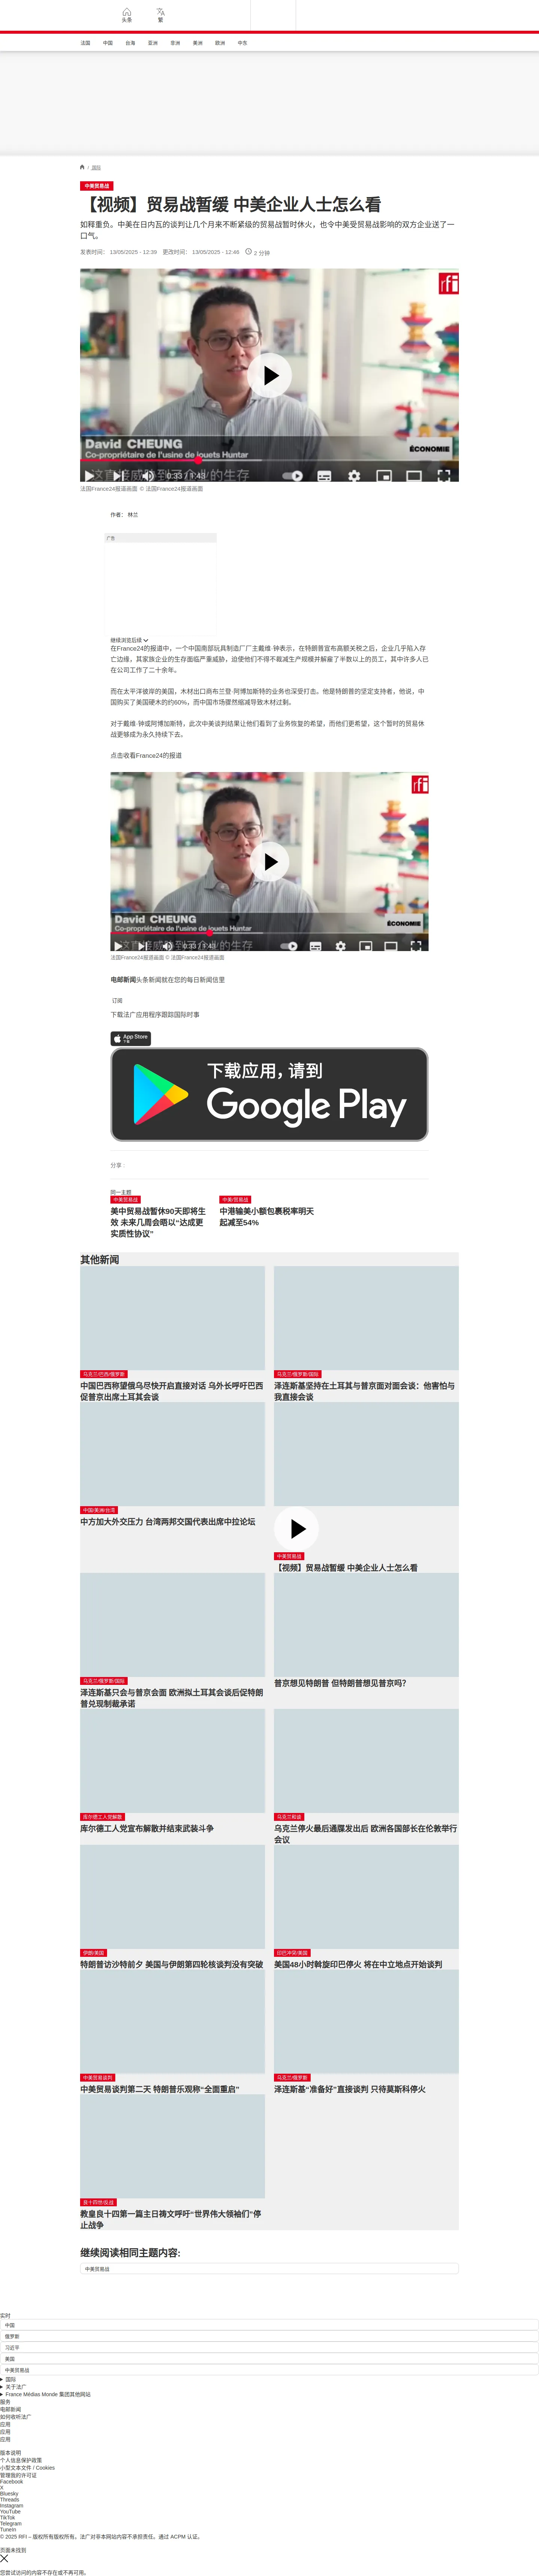 头条
繁
法国
中国
台海
亚洲
非洲
美洲
欧洲
中东
/ 国际
中美贸易战
【视频】贸易战暂缓 中美企业人士怎么看
如释重负。中美在日内瓦的谈判让几个月来不断紧级的贸易战暂时休火，也令中美受贸易战影响的双方企业送了一
口气。
发表时间： 13/05/2025 - 12:39 更改时间： 13/05/2025 - 12:46 2 分钟
rfi
David CHEUNG
Co-propriétaire de l'usine de jouets Huntar
ÉCONOMIE
这直接威胁到了企业的生存
0:33 / 1:43
法国France24报道画面 © 法国France24报道画面
作者： 林兰
广告
继续浏览后续
在France24的报道中，一个中国南部玩具制造厂厂主戴维·钟表示，在特朗普宣布高额关税之后，企业几乎陷入存
亡边缘，其家族企业的生存面临严重威胁，迫使他们不得不裁减生产规模并解雇了半数以上的员工，其中许多人已
在公司工作了二十余年。
而在太平洋彼岸的美国，木材出口商布兰登·阿博加斯特的业务也深受打击。他是特朗普的坚定支持者，他说，中
国购买了美国硬木的约60%，而中国市场骤然缩减导致木材过剩。
对于戴维·钟或阿博加斯特，此次中美谈判结果让他们看到了业务恢复的希望，而他们更希望，这个暂时的贸易休
战更够成为永久持续下去。
点击收看France24的报道
rfi
David CHEUNG
Co-propriétaire de l'usine de jouets Huntar
ÉCONOMIE
这直接威胁到了企业的生存
0:33 / 1:43
法国France24报道画面 © 法国France24报道画面
电邮新闻头条新闻就在您的每日新闻信里
订阅
下载法广应用程序跟踪国际时事
App Store
下载应用，请到
Google Play
分享 :
同一主题
中美贸易战
美中贸易战暂休90天即将生
效 未来几周会晤以“达成更
实质性协议”
中美/贸易战
中港输美小额包裹税率明天
起减至54%
其他新闻
乌克兰/巴西/俄罗斯
中国巴西称望俄乌尽快开启直接对话 乌外长呼吁巴西
促普京出席土耳其会谈
乌克兰/俄罗斯/国际
泽连斯基坚持在土耳其与普京面对面会谈：他害怕与
我直接会谈
中国/美洲/台湾
中方加大外交压力 台湾两邦交国代表出席中拉论坛
中美贸易战
【视频】贸易战暂缓 中美企业人士怎么看
乌克兰/俄罗斯/国际
泽连斯基只会与普京会面 欧洲拟土耳其会谈后促特朗
普兑现制裁承诺
普京想见特朗普 但特朗普想见普京吗？
库尔德工人党解散
库尔德工人党宣布解散并结束武装斗争
乌克兰和谈
乌克兰停火最后通牒发出后 欧洲各国部长在伦敦举行
会议
伊朗/美国
特朗普访沙特前夕 美国与伊朗第四轮核谈判没有突破
印巴冲突/美国
美国48小时斡旋印巴停火 将在中立地点开始谈判
中美贸易谈判
中美贸易谈判第二天 特朗普乐观称“全面重启”
乌克兰/俄罗斯
泽连斯基“准备好”直接谈判 只待莫斯科停火
良十四世/反战
教皇良十四第一篇主日祷文呼吁“世界伟大领袖们”停
止战争
继续阅读相同主题内容:
中美贸易战
实时
中国
俄罗斯
习近平
美国
中美贸易战
国际
关于法广
France Médias Monde 集团其他网站
服务
电邮新闻
如何收听法广
应用
应用
应用
版本说明
个人信息保护政策
小型文本文件 / Cookies
管理我的许可证
Facebook
X
Bluesky
Threads
Instagram
YouTube
TikTok
Telegram
TuneIn
© 2025 RFI – 版权所有版权所有。法广对非本网站内容不承担责任。通过 ACPM 认证。
页面未找到
您尝试访问的内容不存在或不再可用。